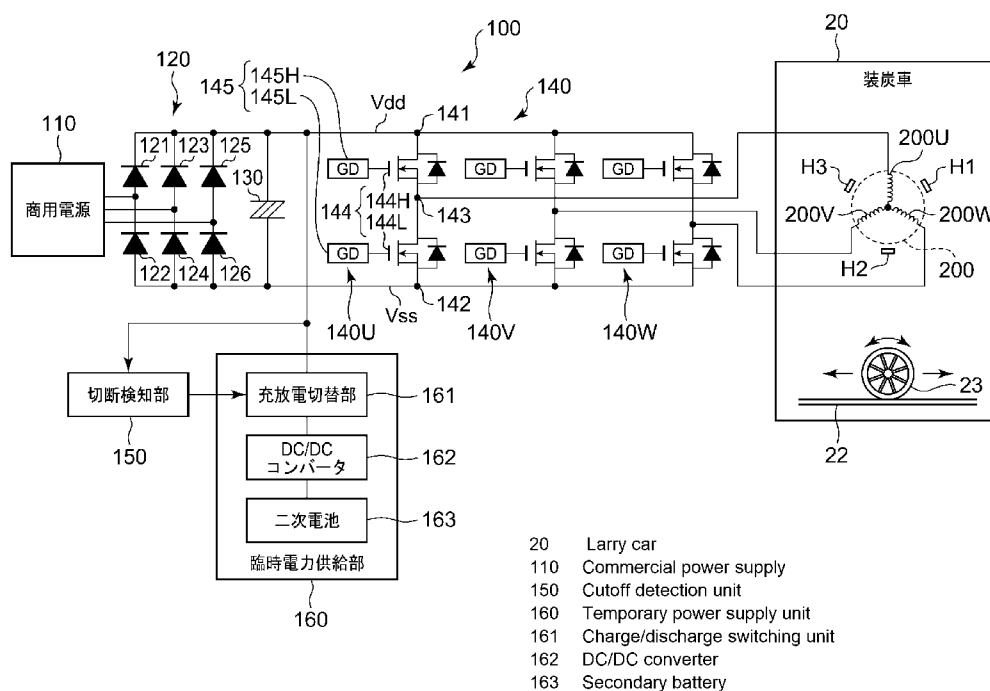 100
20
120
145 { 145H
145L
Vdd
141
140
装炭車
110
121
123
125
200U
H3
H1
GD
GD
GD
130
商用電源
144 { 144H
144L
143
200V
200W
GD
GD
GD
200
122
124
126
H2
Vss
142
140U
140V
140W
切断検知部
充放電切替部
161
23
150
DC/DC
コンバータ
162
22
二次電池
163
臨時電力供給部
160
20 Larry car
110 Commercial power supply
150 Cutoff detection unit
160 Temporary power supply unit
161 Charge/discharge switching unit
162 DC/DC converter
163 Secondary battery